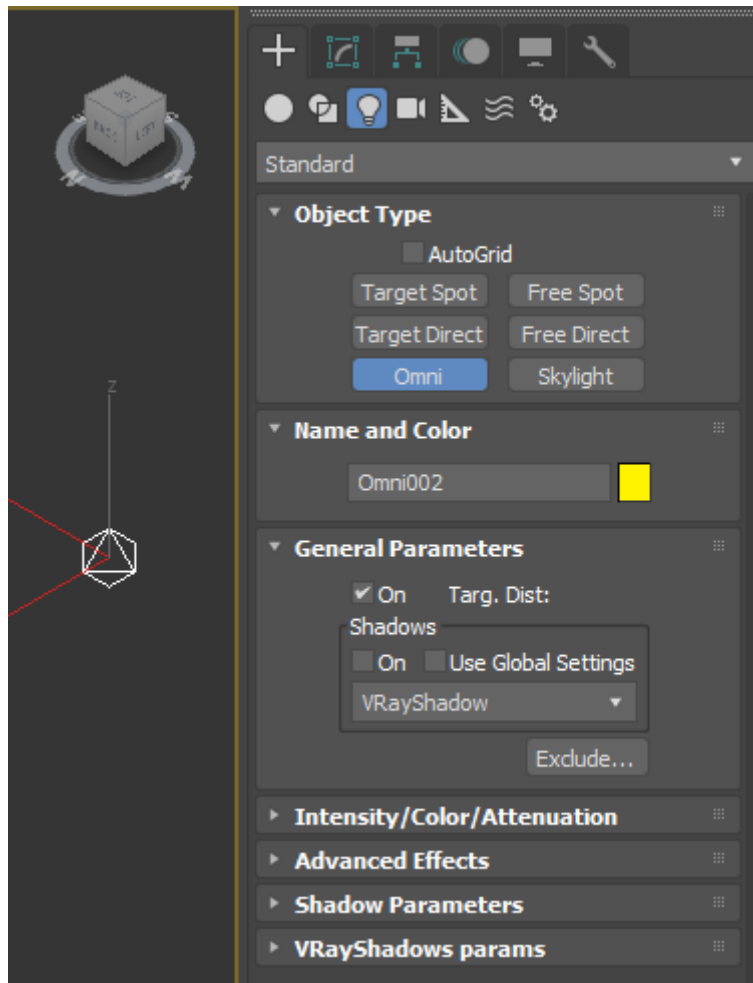 Standard
Object Type
AutoGrid
Target Spot Free Spot
Target Direct Free Direct
Omni Skylight
Name and Color
Omni002
General Parameters
On Targ. Dist:
Shadows
On Use Global Settings
VRayShadow
Exclude...
Intensity/Color/Attenuation
Advanced Effects
Shadow Parameters
VRayShadows params
LEFT
z